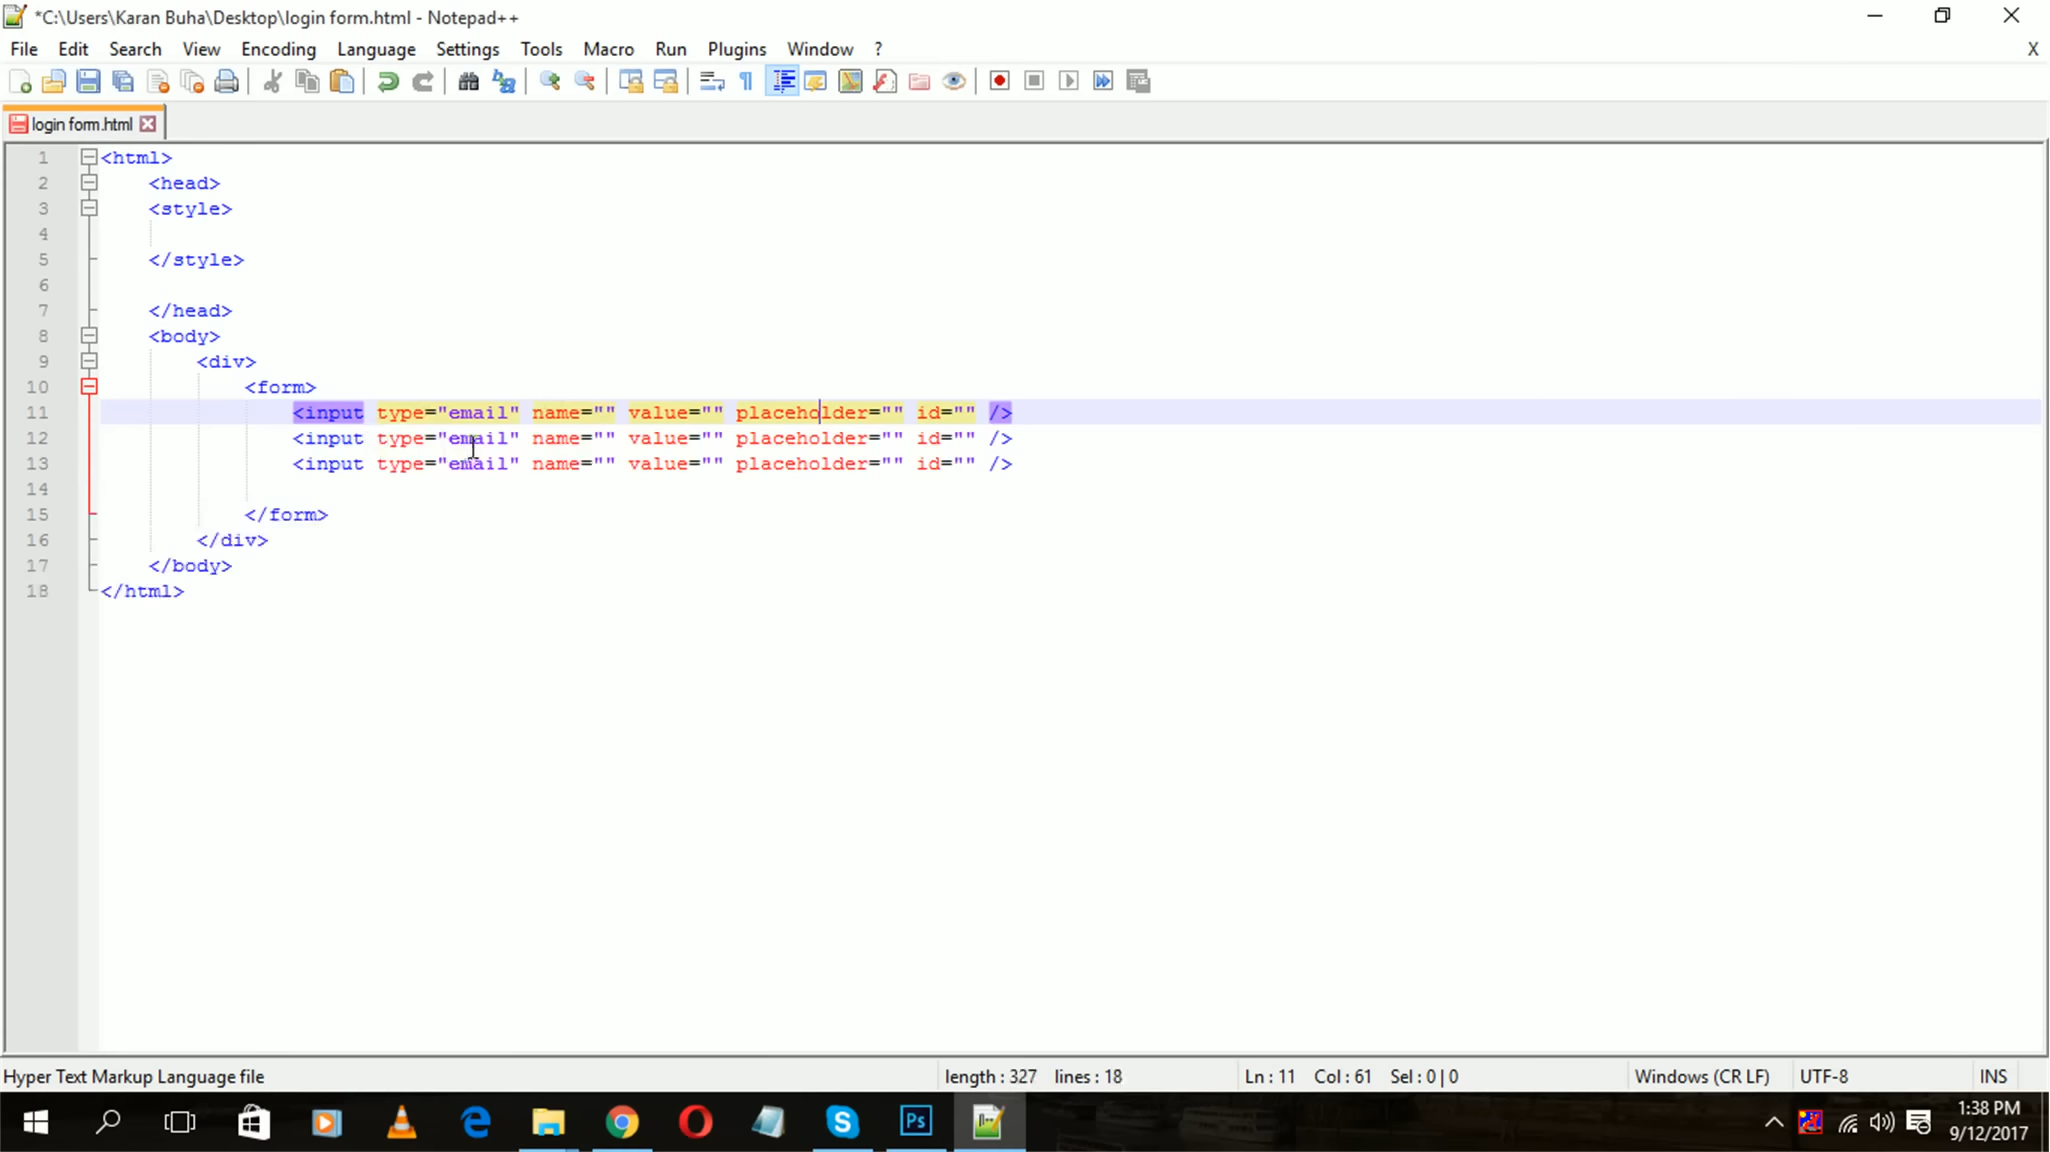 *C:\Users\Karan Buha\Desktop\login form.html - Notepad++
File Edit Search View Encoding Language Settings Tools Macro Run Plugins Window ? X
login form.html
1 <html>
2 <head>
3 <style>
4
5 </style>
6
7 </head>
8 <body>
9 <div>
10 <form>
11 <input type="email" name="" value="" placeholder="" id="" />
12 <input type="email" name="" value="" placeholder="" id="" />
13 <input type="email" name="" value="" placeholder="" id="" />
14
15 </form>
16 </div>
17 </body>
18 </html>
Hyper Text Markup Language file length : 327 lines : 18 Ln : 11 Col : 61 Sel : 0 | 0 Windows (CR LF) UTF-8 INS
Ps
1:38 PM
9/12/2017